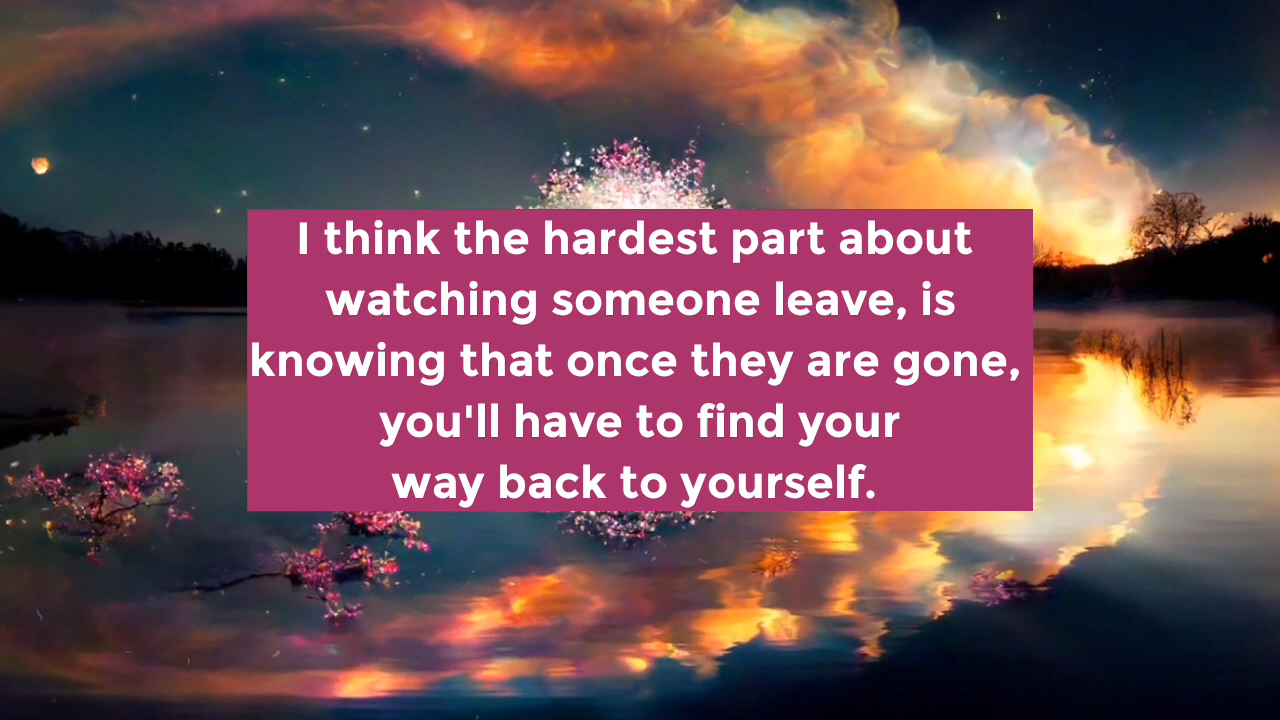 I think the hardest part about
watching someone leave, is
knowing that once they are gone,
you'll have to find your
way back to yourself.